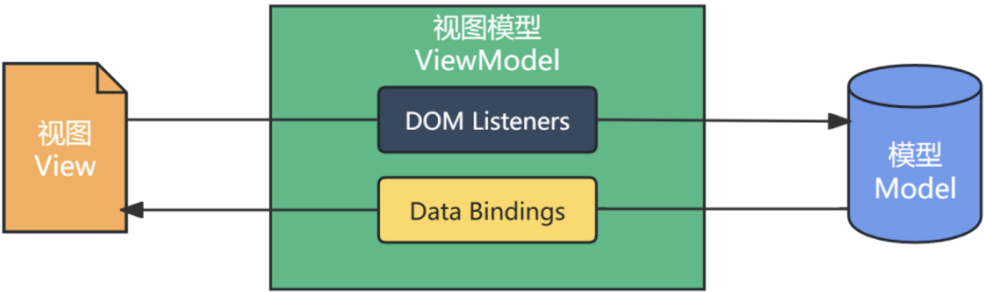 视图模型
ViewModel
视图
View
DOM Listeners
Data Bindings
模型
Model